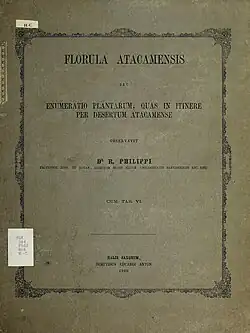 FLORULA ATACAMENSIS
SEU
ENUMERATIO PLANTARUM, QUAS IN ITINERE
PER DESERTUM ATACAMENSE
OBSERVAVIT
Dr R. PHILIPPI
CUM TAB. VI
HALIS SAXONUM,
SUMPTIBUS EDUARDI ANTON